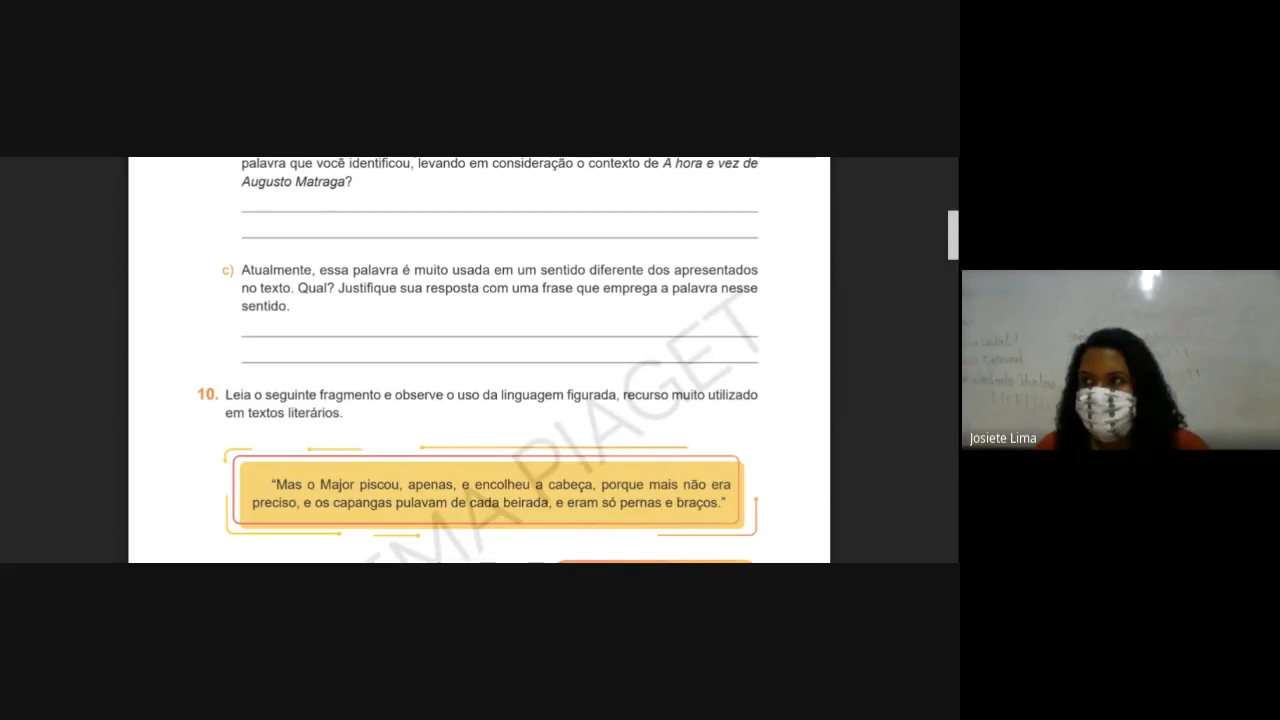 palavra que você identificou, levando em consideração o contexto de A hora e vez de
Augusto Matraga?
c) Atualmente, essa palavra é muito usada em um sentido diferente dos apresentados
no texto. Qual? Justifique sua resposta com uma frase que emprega a palavra nesse
sentido.
10. Leia o seguinte fragmento e observe o uso da linguagem figurada, recurso muito utilizado
em textos literários.
“Mas o Major piscou, apenas, e encolheu a cabeça, porque mais não era
preciso, e os capangas pulavam de cada beirada, e eram só pernas e braços.”
EMA PIAGET
Josiete Lima